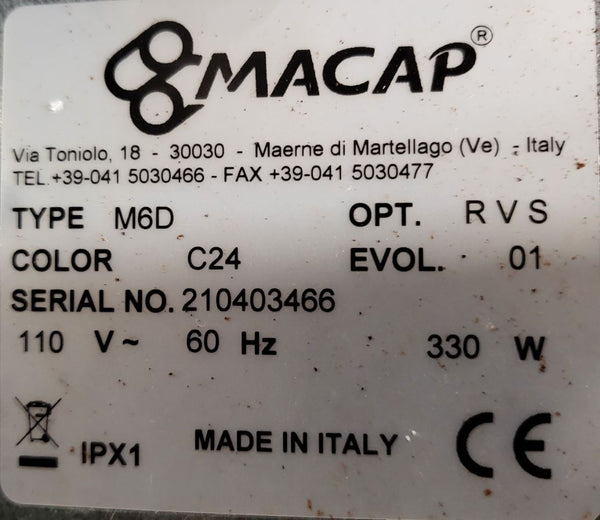 MACAP®
Via Toniolo, 18 - 30030 - Maerne di Martellago (Ve) - Italy
TEL +39-041 5030466 - FAX +39-041 5030477
TYPE M6D OPT. R V S
COLOR C24 EVOL. 01
SERIAL NO. 210403466
110 V~ 60 Hz 330 W
IPX1 MADE IN ITALY CE